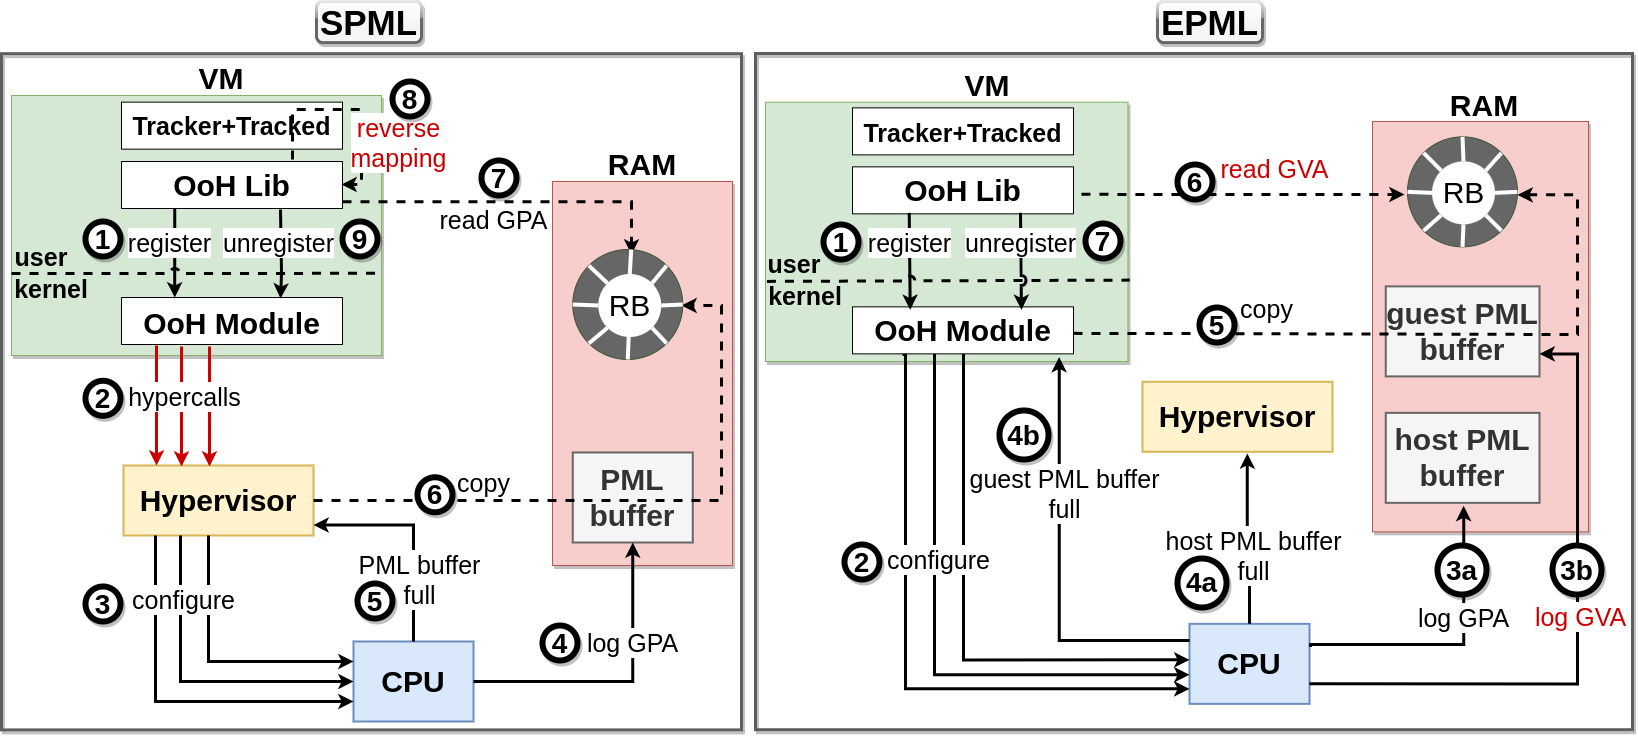 SPML
VM
8
Tracker+Tracked
reverse
mapping
RAM
OoH Lib
7
read GPA
1
register
unregister
9
user
kernel
RB
OoH Module
2
hypercalls
PML
buffer
Hypervisor
6
copy
PML buffer
full
5
3
configure
4
log GPA
CPU
EPML
VM
RAM
Tracker+Tracked
6
read GVA
RB
OoH Lib
1
register
unregister
7
user
kernel
guest PML
buffer
5
copy
OoH Module
Hypervisor
host PML
buffer
4b
guest PML buffer
full
2
configure
host PML buffer
full
4a
3a
3b
log GPA
log GVA
CPU